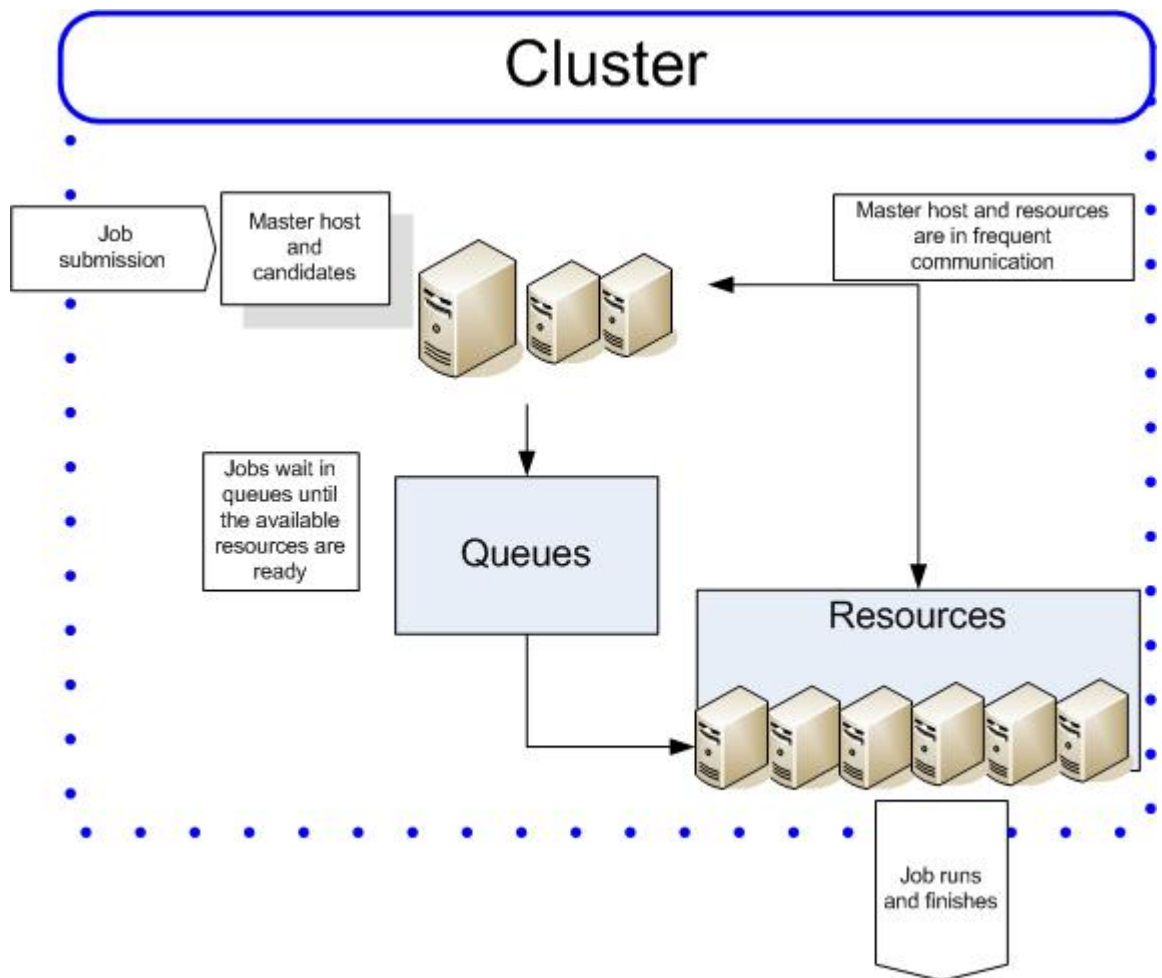 Cluster
Job
submission
Master host
and
candidates
Master host and resources
are in frequent
communication
Jobs wait in
queues until
the available
resources are
ready
Queues
Resources
Job runs
and finishes